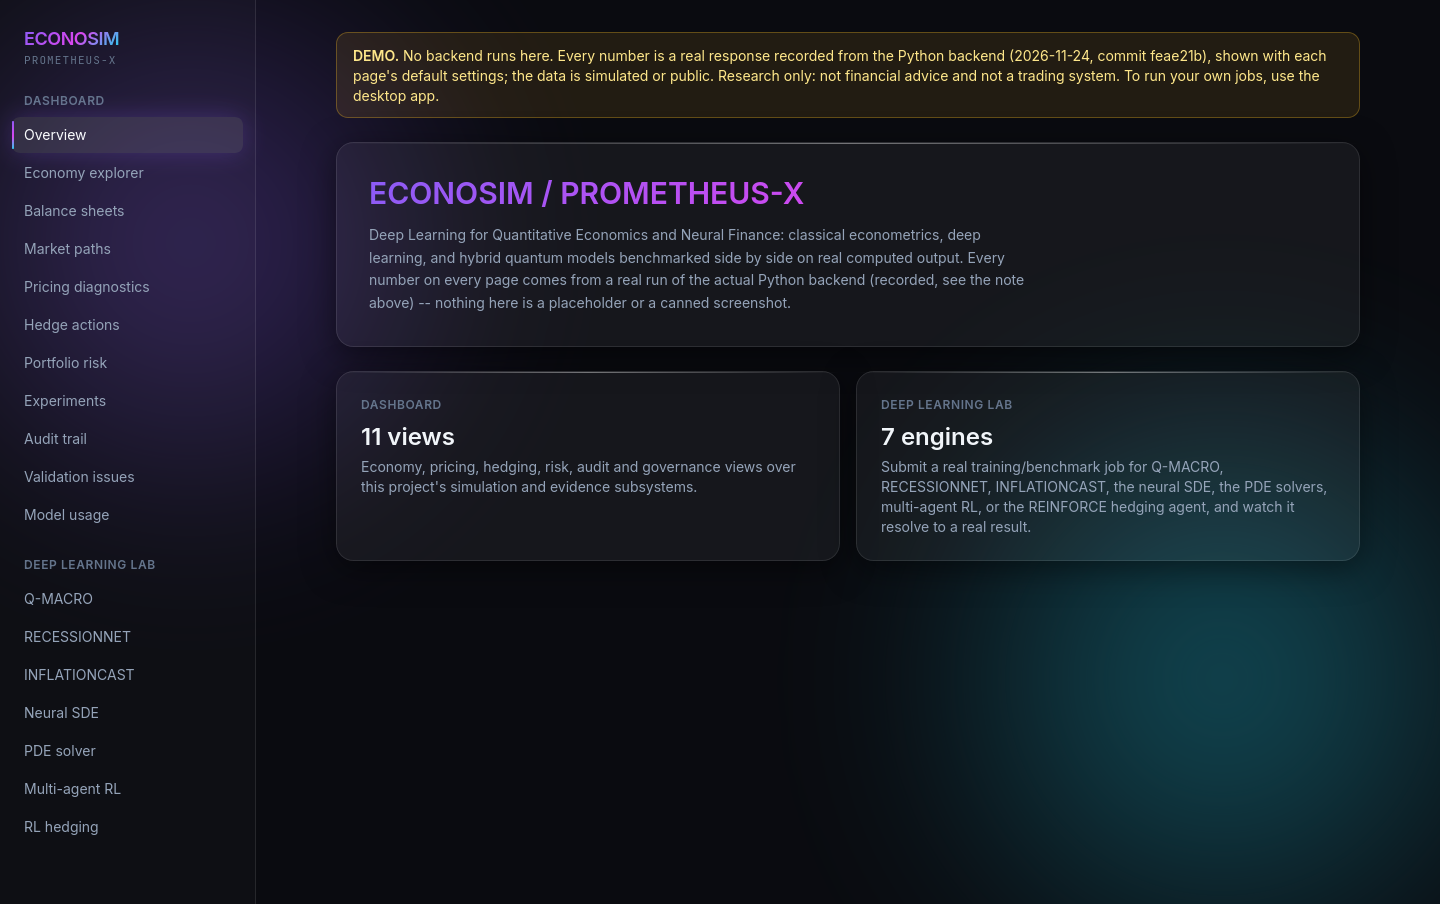 ECONOSIM
PROMETHEUS-X
DASHBOARD
Overview
Economy explorer
Balance sheets
Market paths
Pricing diagnostics
Hedge actions
Portfolio risk
Experiments
Audit trail
Validation issues
Model usage
DEEP LEARNING LAB
Q-MACRO
RECESSIONNET
INFLATIONCAST
Neural SDE
PDE solver
Multi-agent RL
RL hedging
DEMO. No backend runs here. Every number is a real response recorded from the Python backend (2026-11-24, commit feae21b), shown with each
page's default settings; the data is simulated or public. Research only: not financial advice and not a trading system. To run your own jobs, use the
desktop app.
ECONOSIM / PROMETHEUS-X
Deep Learning for Quantitative Economics and Neural Finance: classical econometrics, deep
learning, and hybrid quantum models benchmarked side by side on real computed output. Every
number on every page comes from a real run of the actual Python backend (recorded, see the note
above) -- nothing here is a placeholder or a canned screenshot.
DASHBOARD
11 views
Economy, pricing, hedging, risk, audit and governance views over
this project's simulation and evidence subsystems.
DEEP LEARNING LAB
7 engines
Submit a real training/benchmark job for Q-MACRO,
RECESSIONNET, INFLATIONCAST, the neural SDE, the PDE solvers,
multi-agent RL, or the REINFORCE hedging agent, and watch it
resolve to a real result.